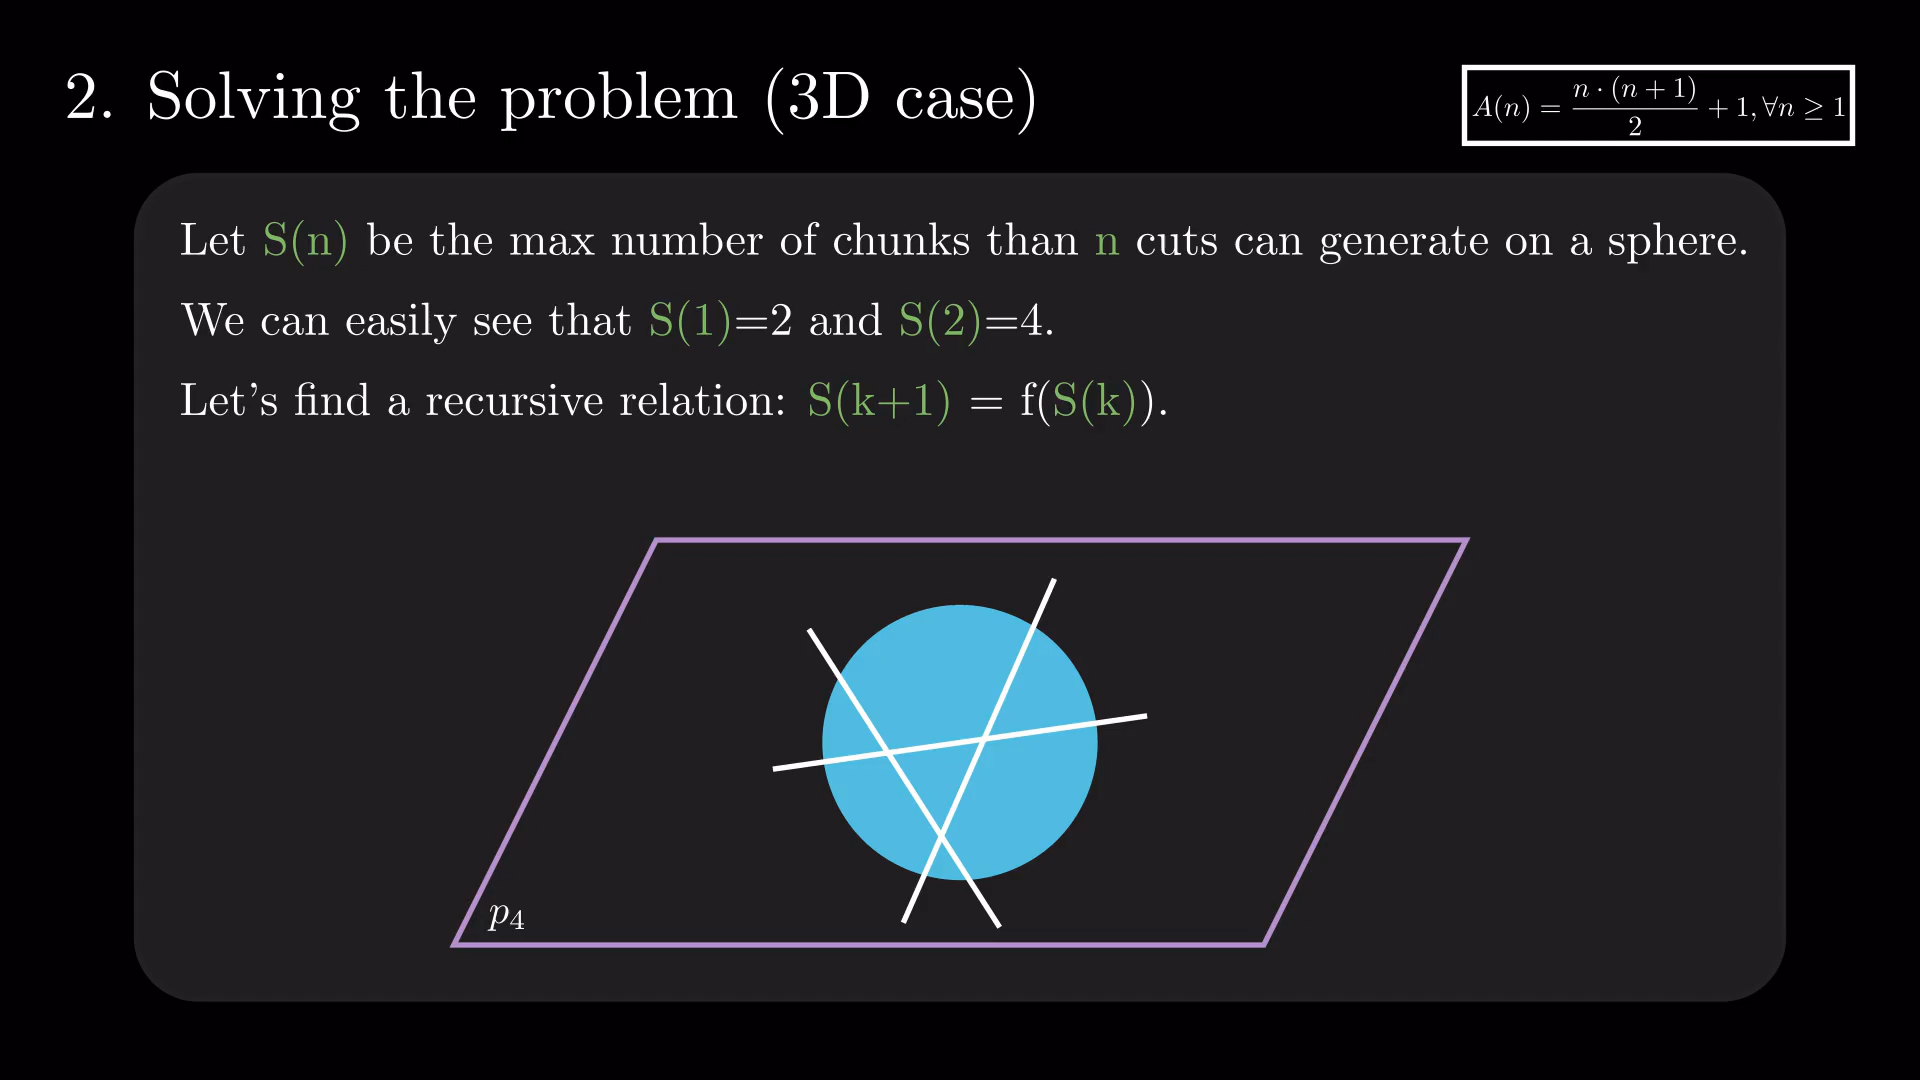 2. Solving the problem (3D case)
A(n) = \frac{n \cdot (n + 1)}{2} + 1, ∀n ≥ 1
Let S(n) be the max number of chunks than n cuts can generate on a sphere.
We can easily see that S(1)=2 and S(2)=4.
Let's find a recursive relation: S(k+1) = f(S(k)).
p₄